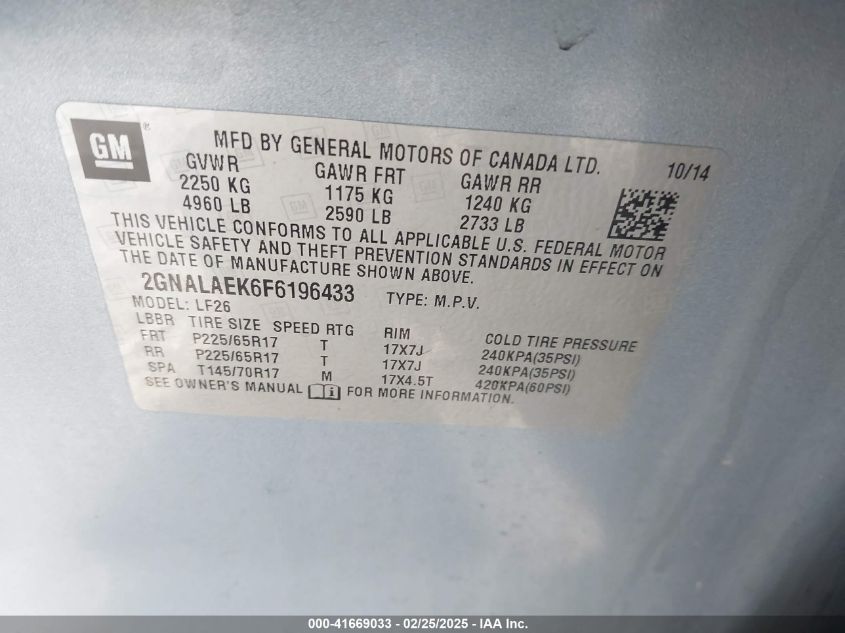 GM ®
MFD BY GENERAL MOTORS OF CANADA LTD. 10/14
GVWR GAWR FRT GAWR RR
2250 KG 1175 KG 1240 KG
4960 LB 2590 LB 2733 LB
THIS VEHICLE CONFORMS TO ALL APPLICABLE U.S. FEDERAL MOTOR
VEHICLE SAFETY AND THEFT PREVENTION STANDARDS IN EFFECT ON
THE DATE OF MANUFACTURE SHOWN ABOVE.
2GNALAEK6F6196433 TYPE: M.P.V.
MODEL: LF26
LBBR TIRE SIZE SPEED RTG RIM COLD TIRE PRESSURE
FRT P225/65R17 T 17X7J 240KPA(35PSI)
RR P225/65R17 T 17X7J 240KPA(35PSI)
SPA T145/70R17 M 17X4.5T 420KPA(60PSI)
SEE OWNER'S MANUAL FOR MORE INFORMATION.
000-41669033 - 02/25/2025 - IAA Inc.